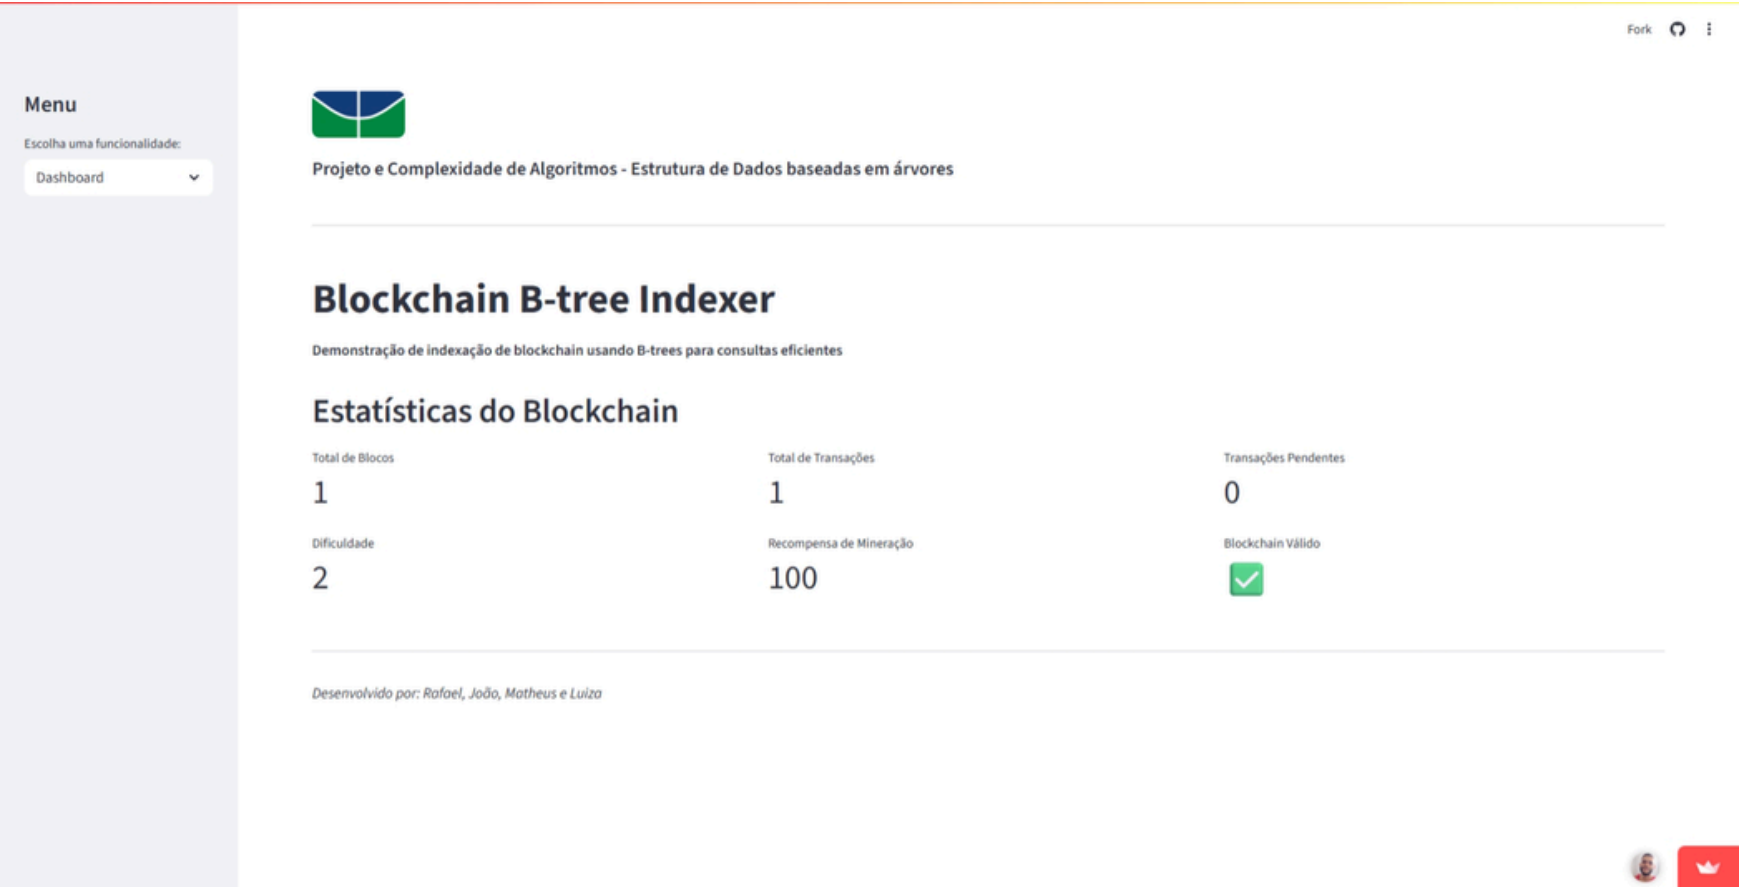 Fork
Menu
Escolha uma funcionalidade:
Dashboard
Projeto e Complexidade de Algoritmos - Estrutura de Dados baseadas em árvores
Blockchain B-tree Indexer
Demonstração de indexação de blockchain usando B-trees para consultas eficientes
Estatísticas do Blockchain
Total de Blocos
1
Total de Transações
1
Transações Pendentes
0
Dificuldade
2
Recompensa de Mineração
100
Blockchain Válido
Desenvolvido por: Rafael, João, Matheus e Luiza